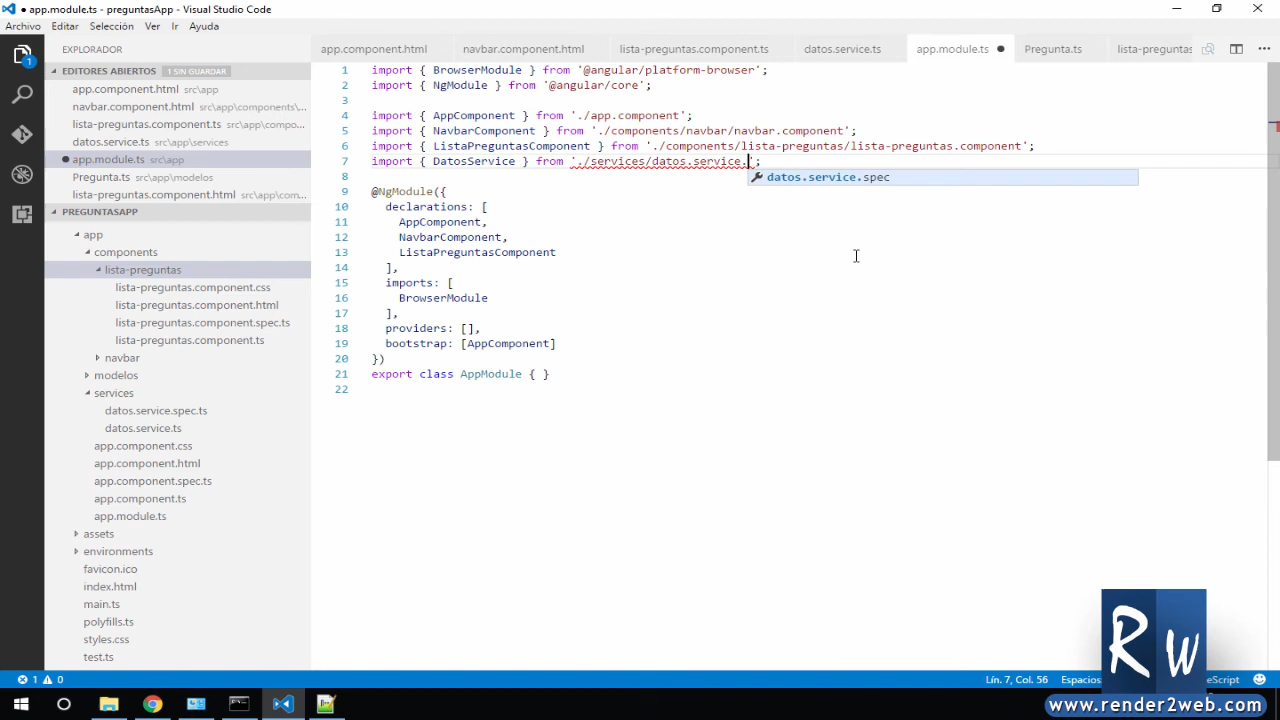 app.module.ts - preguntasApp - Visual Studio Code
Archivo Editar Selección Ver Ir Ayuda
EXPLORADOR
EDITORES ABIERTOS 1 SIN GUARDAR
app.component.html src\app
navbar.component.html src\app\components\...
lista-preguntas.component.ts src\app\compo...
datos.service.ts src\app\services
app.module.ts src\app
Pregunta.ts src\app\modelos
lista-preguntas.component.html src\app\com...
PREGUNTASAPP
app
components
lista-preguntas
lista-preguntas.component.css
lista-preguntas.component.html
lista-preguntas.component.spec.ts
lista-preguntas.component.ts
navbar
modelos
services
datos.service.spec.ts
datos.service.ts
app.component.css
app.component.html
app.component.spec.ts
app.component.ts
app.module.ts
assets
environments
favicon.ico
index.html
main.ts
polyfills.ts
styles.css
test.ts
app.component.html navbar.component.html lista-preguntas.component.ts datos.service.ts app.module.ts Pregunta.ts lista-preguntas
1 import { BrowserModule } from '@angular/platform-browser';
2 import { NgModule } from '@angular/core';
3
4 import { AppComponent } from './app.component';
5 import { NavbarComponent } from './components/navbar/navbar.component';
6 import { ListaPreguntasComponent } from './components/lista-preguntas/lista-preguntas.component';
7 import { DatosService } from './services/datos.service.';
datos.service.spec
8
9 @NgModule({
10 declarations: [
11 AppComponent,
12 NavbarComponent,
13 ListaPreguntasComponent
14 ],
15 imports: [
16 BrowserModule
17 ],
18 providers: [],
19 bootstrap: [AppComponent]
20 })
21 export class AppModule { }
22
1 0 Lín. 7, Col. 56 Espacios
RW
www.render2web.com